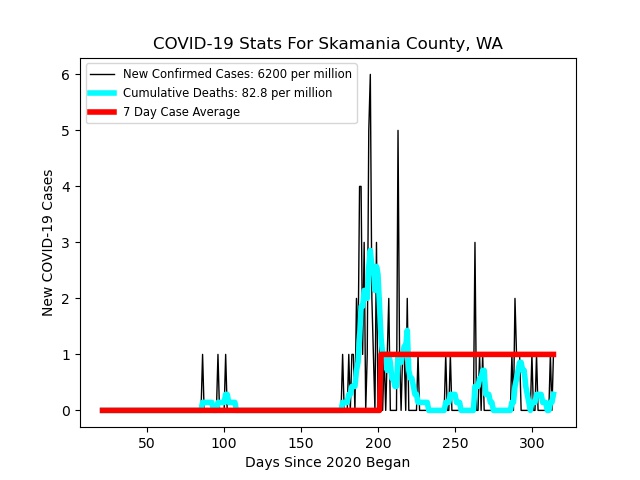 COVID-19 Stats For Skamania County, WA
New Confirmed Cases: 6200 per million
Cumulative Deaths: 82.8 per million
7 Day Case Average
New COVID-19 Cases
6
5
4
3
2
1
0
50 100 150 200 250 300
Days Since 2020 Began